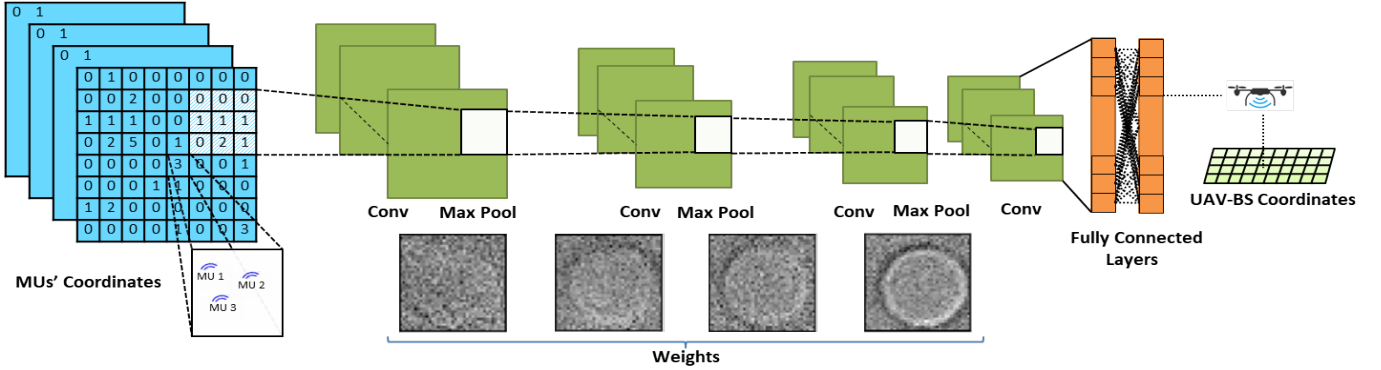 0 1
0 1
0 1
0 1 0 0 0 0 0 0
0 0 2 0 0 0 0 0
1 1 1 0 0 1 1 1
0 2 5 0 1 0 2 1
0 0 0 0 3 0 0 1
0 0 0 1 1 0 0 0
1 2 0 0 0 0 0 0
0 0 0 0 1 0 0 3
MUs' Coordinates
MU 1
MU 2
MU 3
Conv
Max Pool
Conv
Max Pool
Conv
Max Pool
Conv
Fully Connected
Layers
UAV-BS Coordinates
Weights